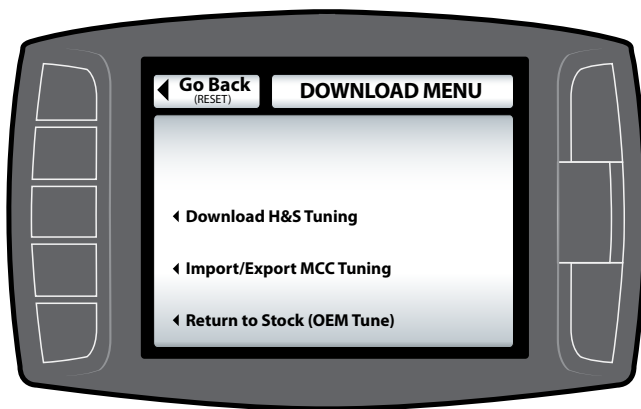 Go Back
(RESET)
DOWNLOAD MENU
Download H&S Tuning
Import/Export MCC Tuning
Return to Stock (OEM Tune)